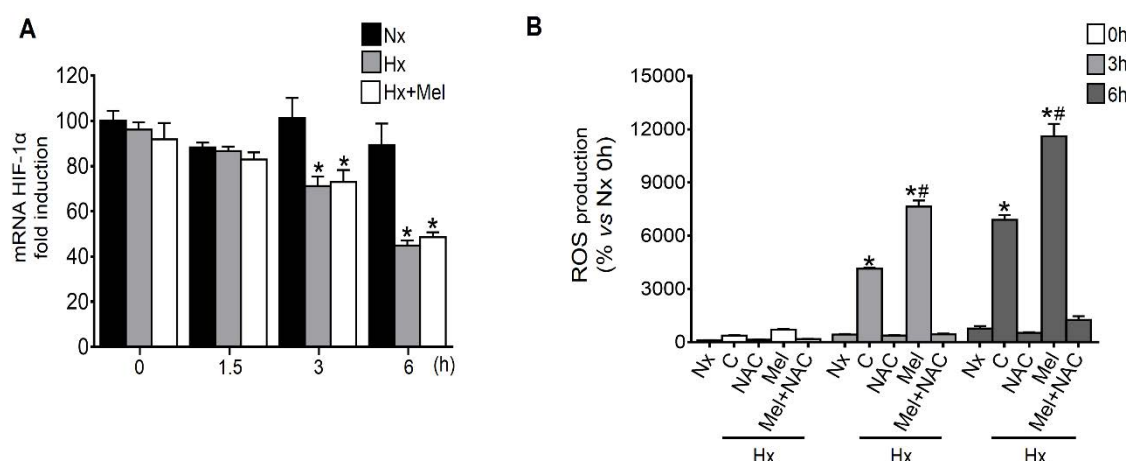 A
Nx
Hx
Hx+Mel
mRNA HIF-1α
fold induction
120
100
80
60
40
20
0
* *
* *
0 1.5 3 6 (h)
B
0h
3h
6h
ROS production
(% vs Nx 0h)
15000
12000
9000
6000
3000
0
*
*#
*
*#
Nx C NAC Mel Mel+NAC Nx C NAC Mel Mel+NAC Nx C NAC Mel Mel+NAC
Hx Hx Hx